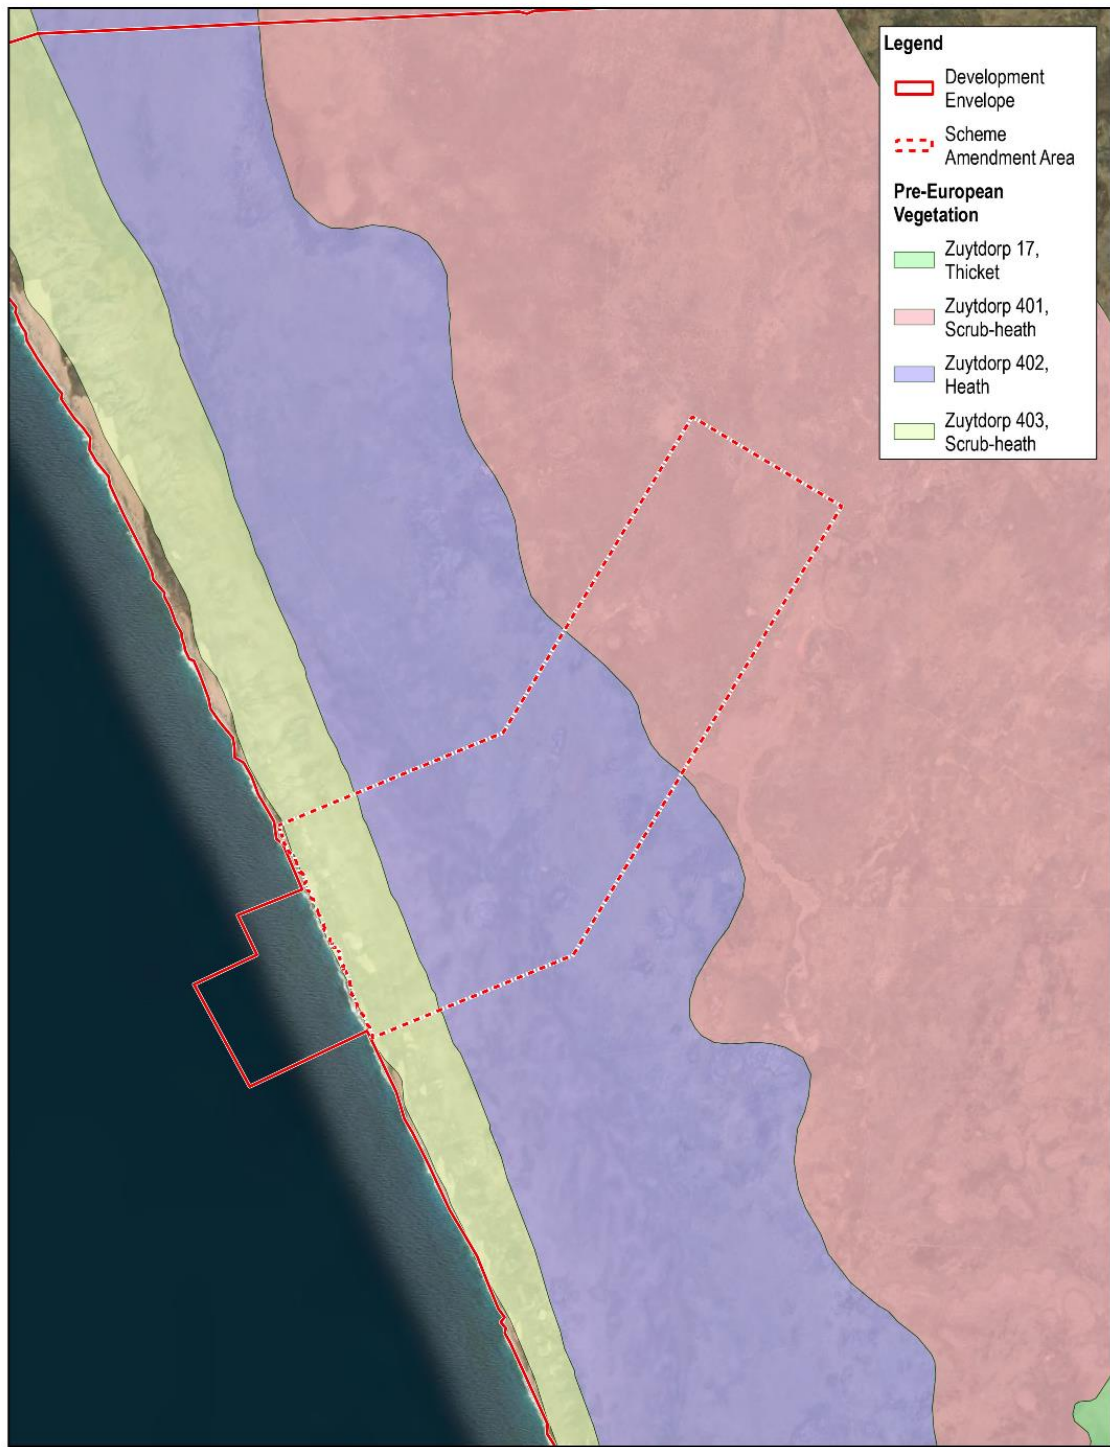 Legend
Development
Envelope
Scheme
Amendment Area
Pre-European
Vegetation
Zuytdorp 17,
Thicket
Zuytdorp 401,
Scrub-heath
Zuytdorp 402,
Heath
Zuytdorp 403,
Scrub-heath